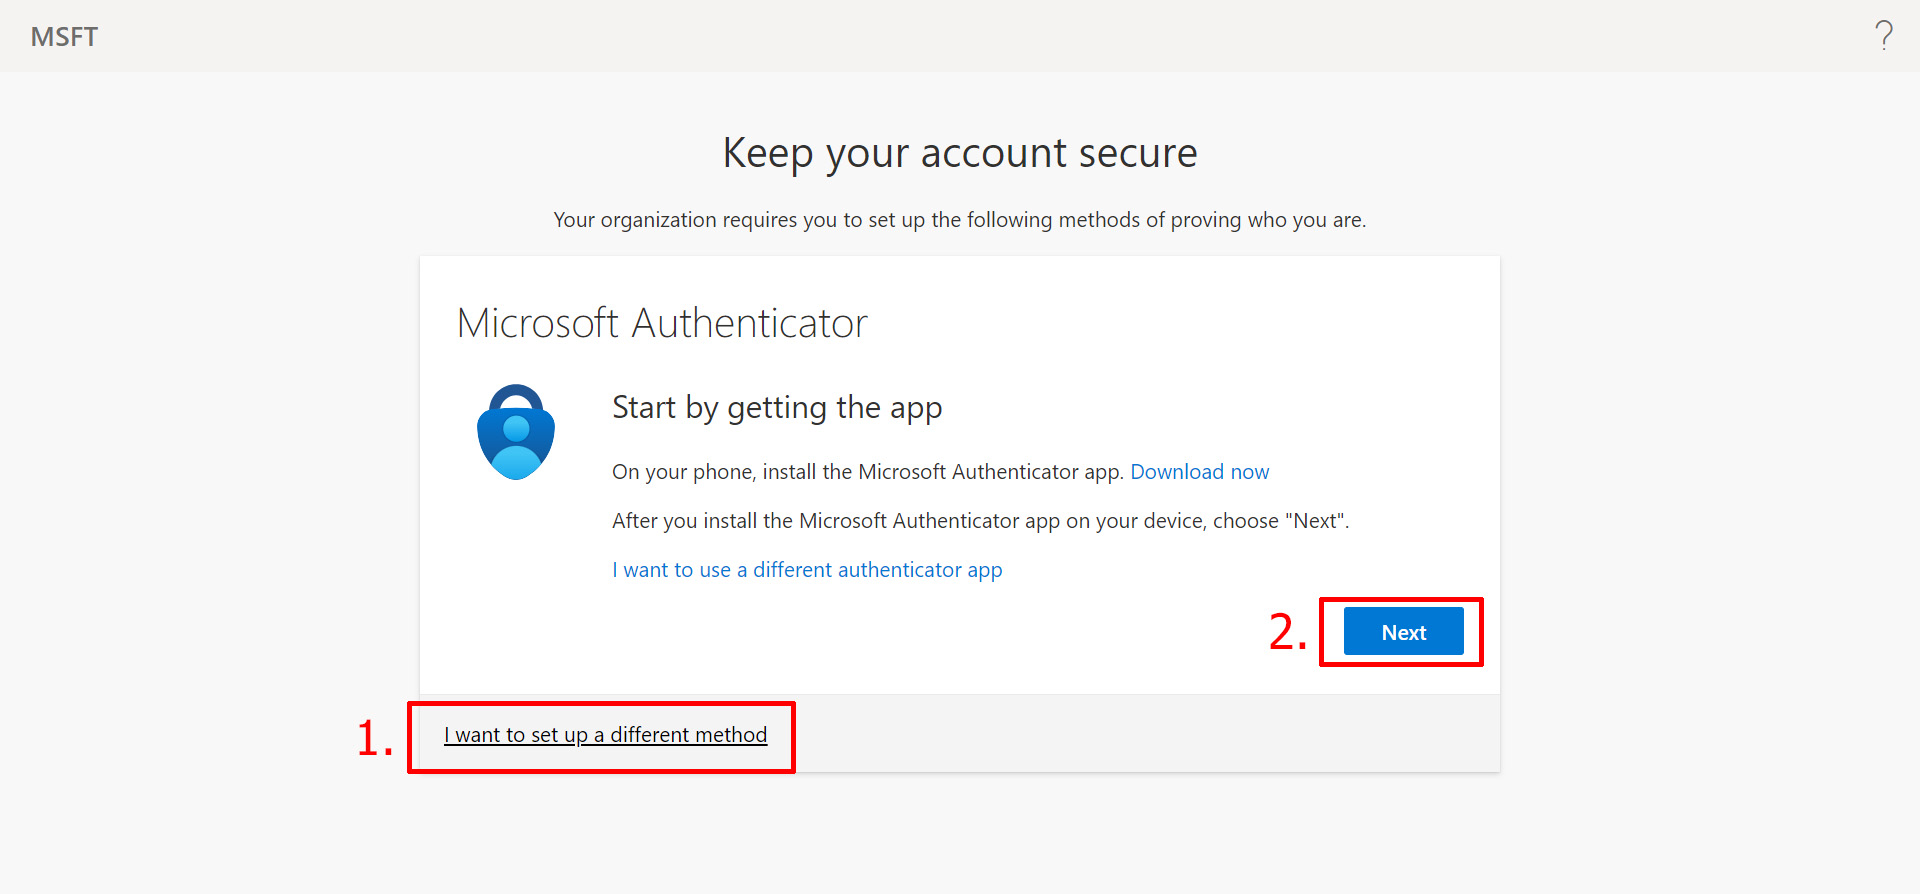 MSFT
?
Keep your account secure
Your organization requires you to set up the following methods of proving who you are.
Microsoft Authenticator
Start by getting the app
On your phone, install the Microsoft Authenticator app. Download now
After you install the Microsoft Authenticator app on your device, choose "Next".
I want to use a different authenticator app
2. Next
1. I want to set up a different method